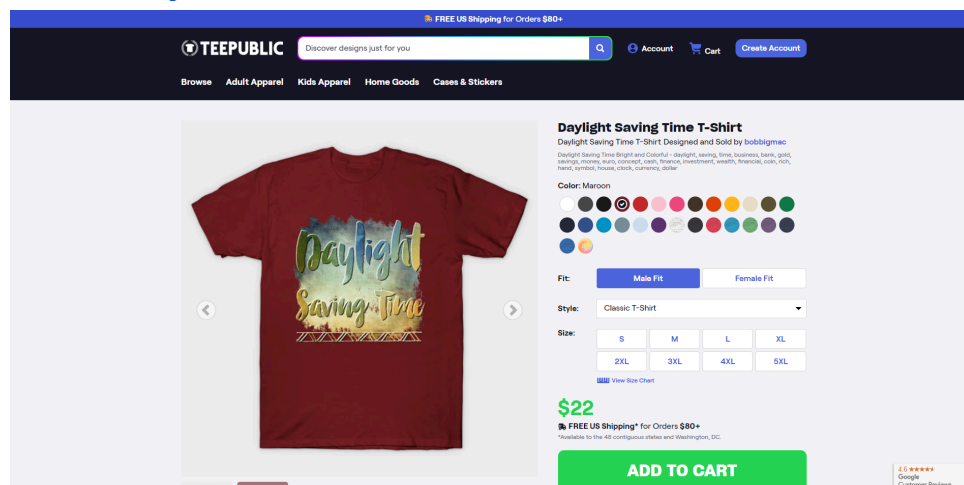 FREE US Shipping for Orders $80+
TEEPUBLIC
Discover designs just for you
Account
Cart
Create Account
Browse Adult Apparel Kids Apparel Home Goods Cases & Stickers
Daylight
Saving Time
Daylight Saving Time T-Shirt
Daylight Saving Time T-Shirt Designed and Sold by bobbigmac
Daylight Saving Time Bright and Colorful - daylight, saving, time, business, bank, gold,
savings, money, euro, concept, cash, finance, investment, wealth, financial, coin, rich,
hand, symbol, house, clock, currency, dollar
Color: Maroon
Fit: Male Fit Female Fit
Style: Classic T-Shirt
Size: S M L XL
2XL 3XL 4XL 5XL
View Size Chart
$22
FREE US Shipping* for Orders $80+
*Available to the 48 contiguous states and Washington, DC.
ADD TO CART
4.6
Google
Customer Reviews